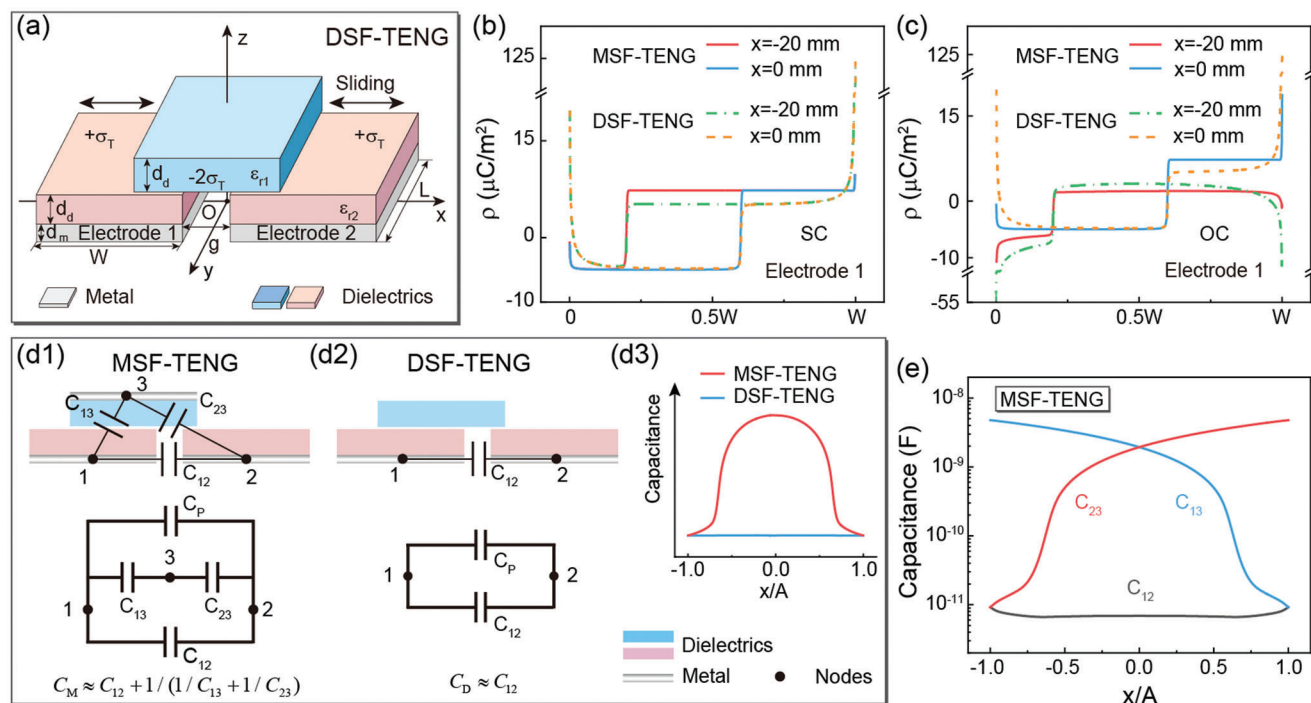 (a)
DSF-TENG
z
Sliding
+σT
+σT
dd
-2σT
εr1
dd
O
εr2
L
x
dm
Electrode 1
Electrode 2
W
g
y
Metal
Dielectrics
(b)
125
MSF-TENG
x=-20 mm
x=0 mm
DSF-TENG
x=-20 mm
x=0 mm
15
ρ (μC/m²)
0
SC
Electrode 1
-10
0
0.5W
W
(c)
125
MSF-TENG
x=-20 mm
x=0 mm
DSF-TENG
x=-20 mm
x=0 mm
15
ρ (μC/m²)
0
OC
-10
Electrode 1
-55
0
0.5W
W
(d1)
MSF-TENG
3
C13
C23
1
C12
2
CP
3
1
C13
C23
2
C12
CM ≈ C12 + 1/(1/C13 + 1/C23)
(d2)
DSF-TENG
1
C12
2
CP
1
2
C12
CD ≈ C12
(d3)
MSF-TENG
DSF-TENG
Capacitance
-1.0
0.0
1.0
x/A
Dielectrics
Metal
Nodes
(e)
MSF-TENG
10⁻⁸
10⁻⁹
10⁻¹⁰
10⁻¹¹
Capacitance (F)
C23
C13
C12
-1.0
-0.5
0.0
0.5
1.0
x/A